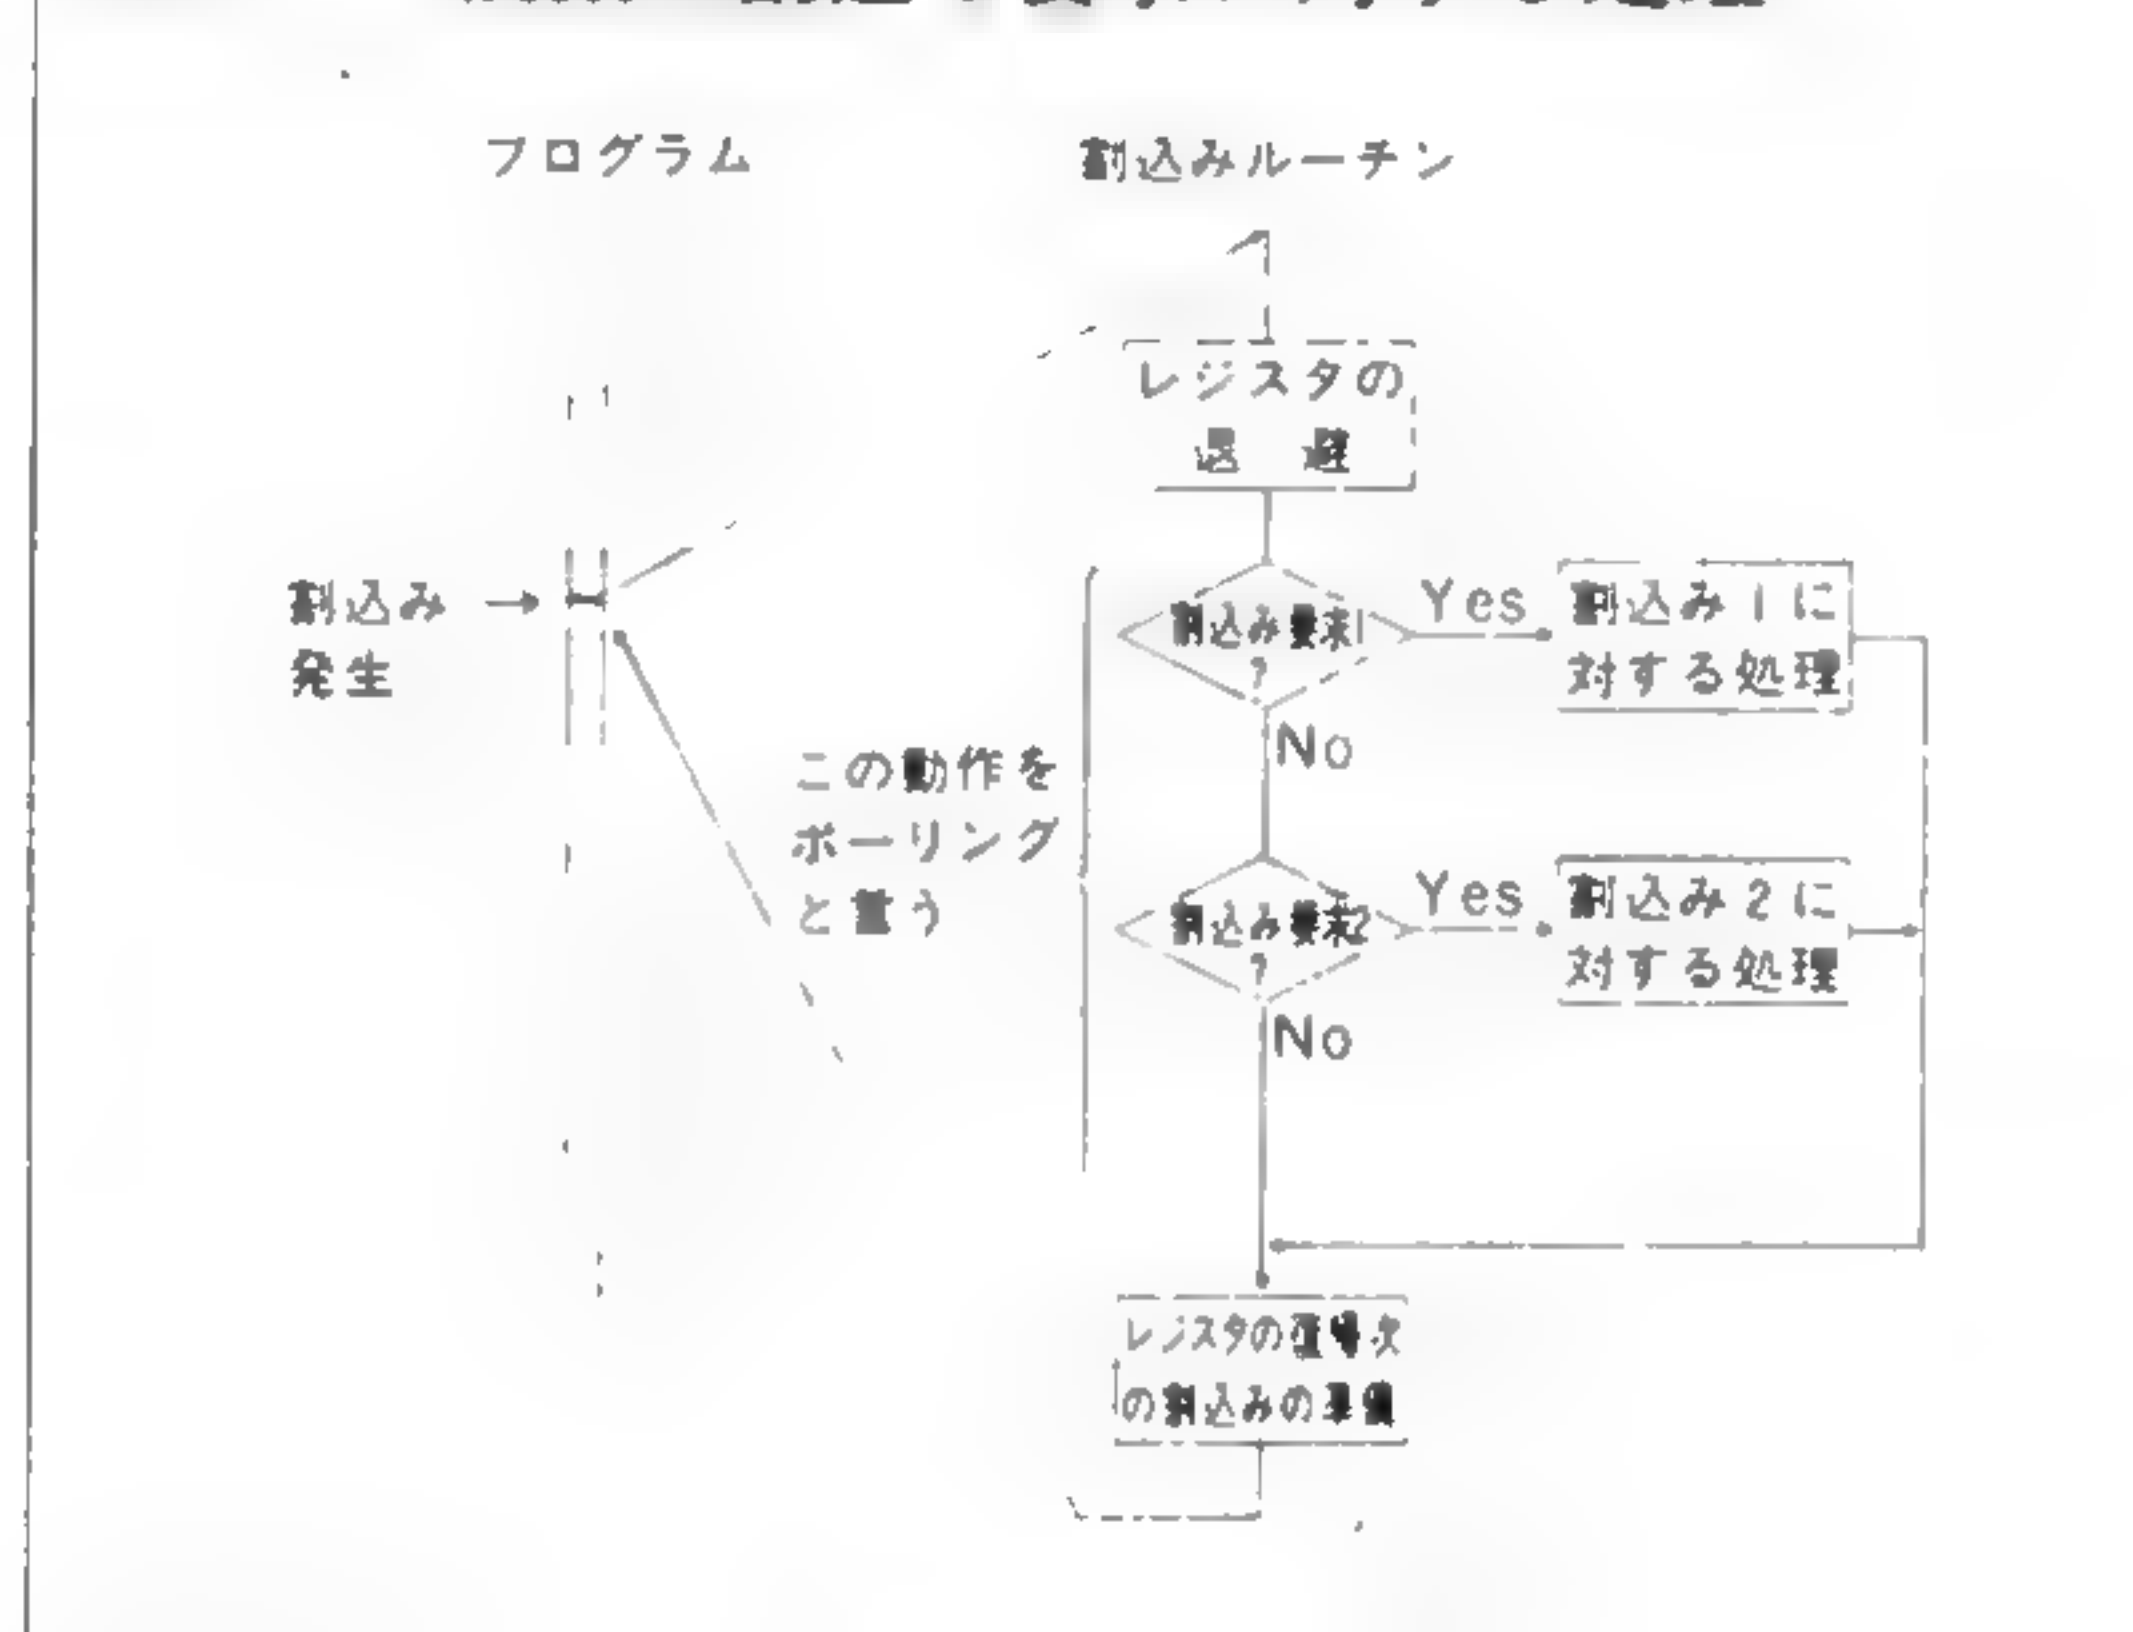 プログラム
割込みルーチン
レジスタの
退 避
割込み
発生
割込み要求1
?
Yes
割込み1に
対する処理
No
この動作を
ポーリング
と言う
割込み要求2
?
Yes
割込み2に
対する処理
No
レジスタの復帰次
の割込みの準備